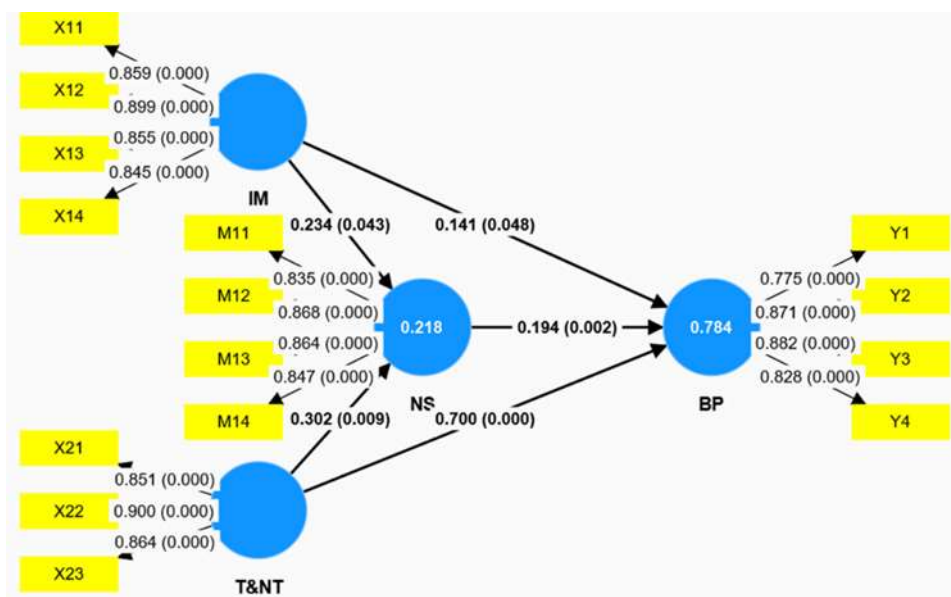 X11
0.859 (0.000)
X12
0.899 (0.000)
0.855 (0.000)
X13
0.845 (0.000)
X14
IM
0.234 (0.043)
0.141 (0.048)
M11
0.835 (0.000)
M12
0.868 (0.000)
0.864 (0.000)
M13
0.847 (0.000)
M14
0.218
NS
0.194 (0.002)
0.784
BP
Y1
0.775 (0.000)
Y2
0.871 (0.000)
0.882 (0.000)
Y3
0.828 (0.000)
Y4
0.302 (0.009)
0.700 (0.000)
X21
0.851 (0.000)
X22
0.900 (0.000)
0.864 (0.000)
X23
T&NT